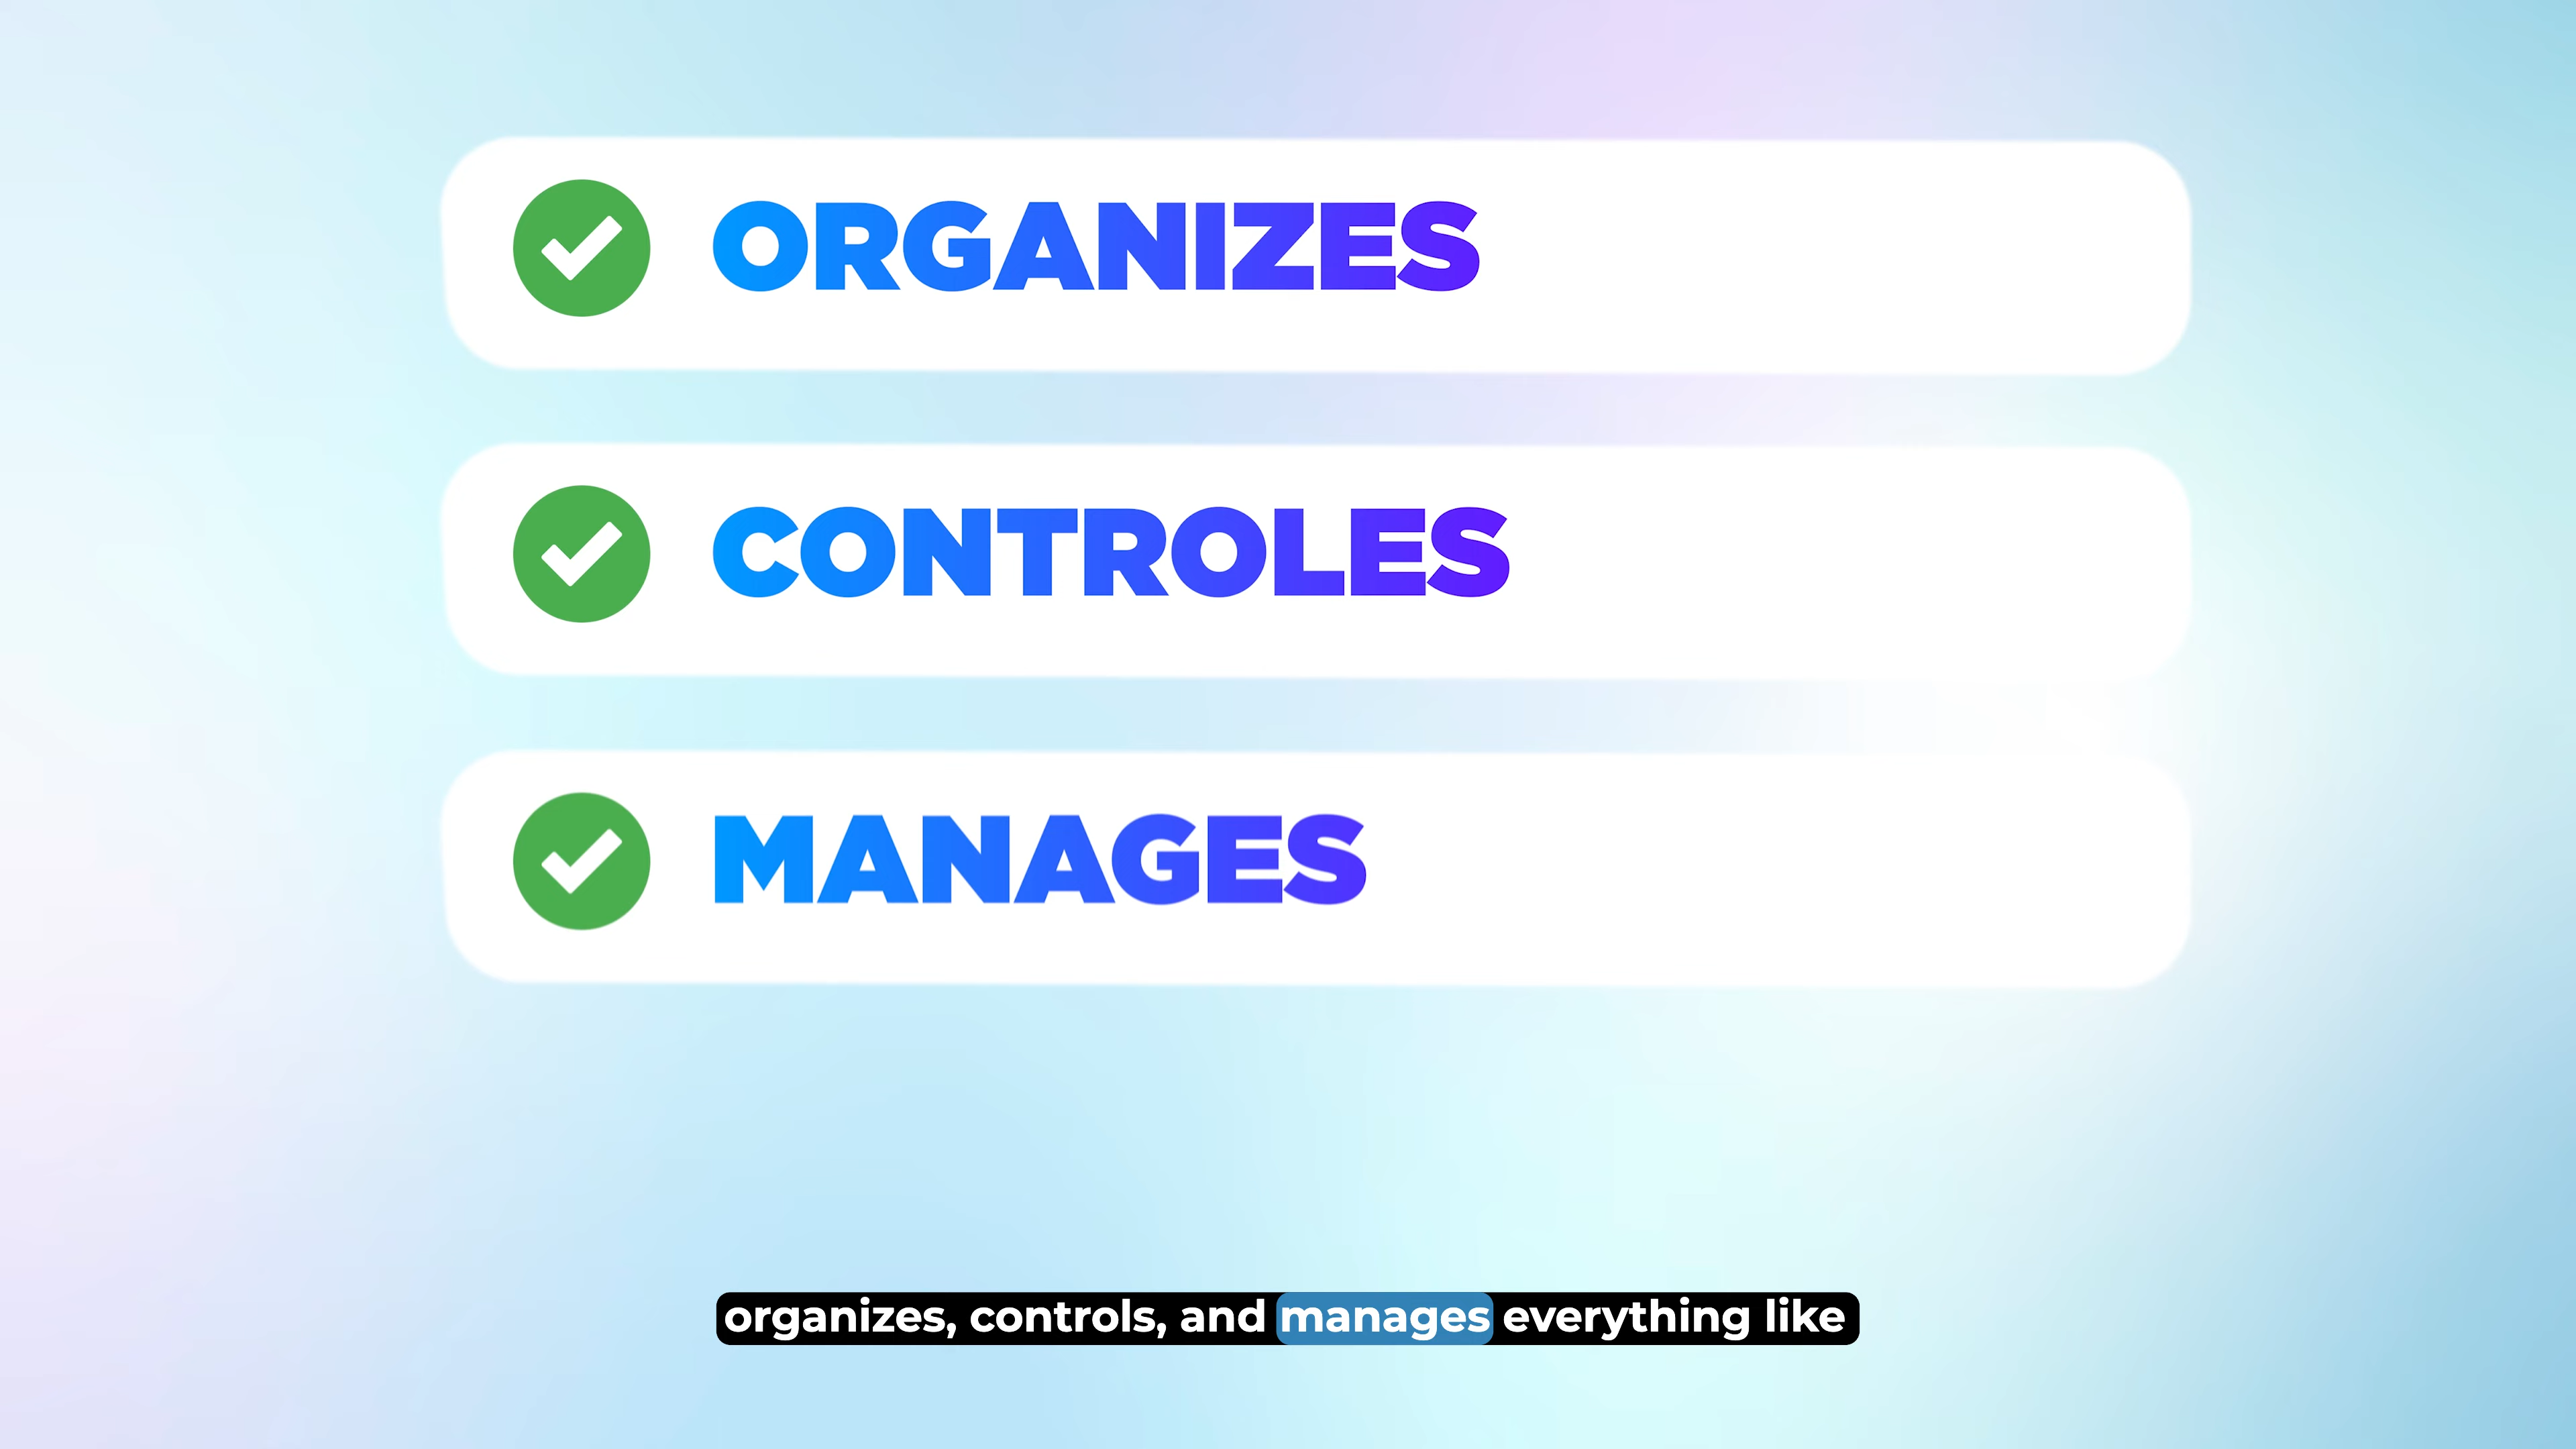 ORGANIZES
CONTROLES
MANAGES
organizes, controls, and manages everything like